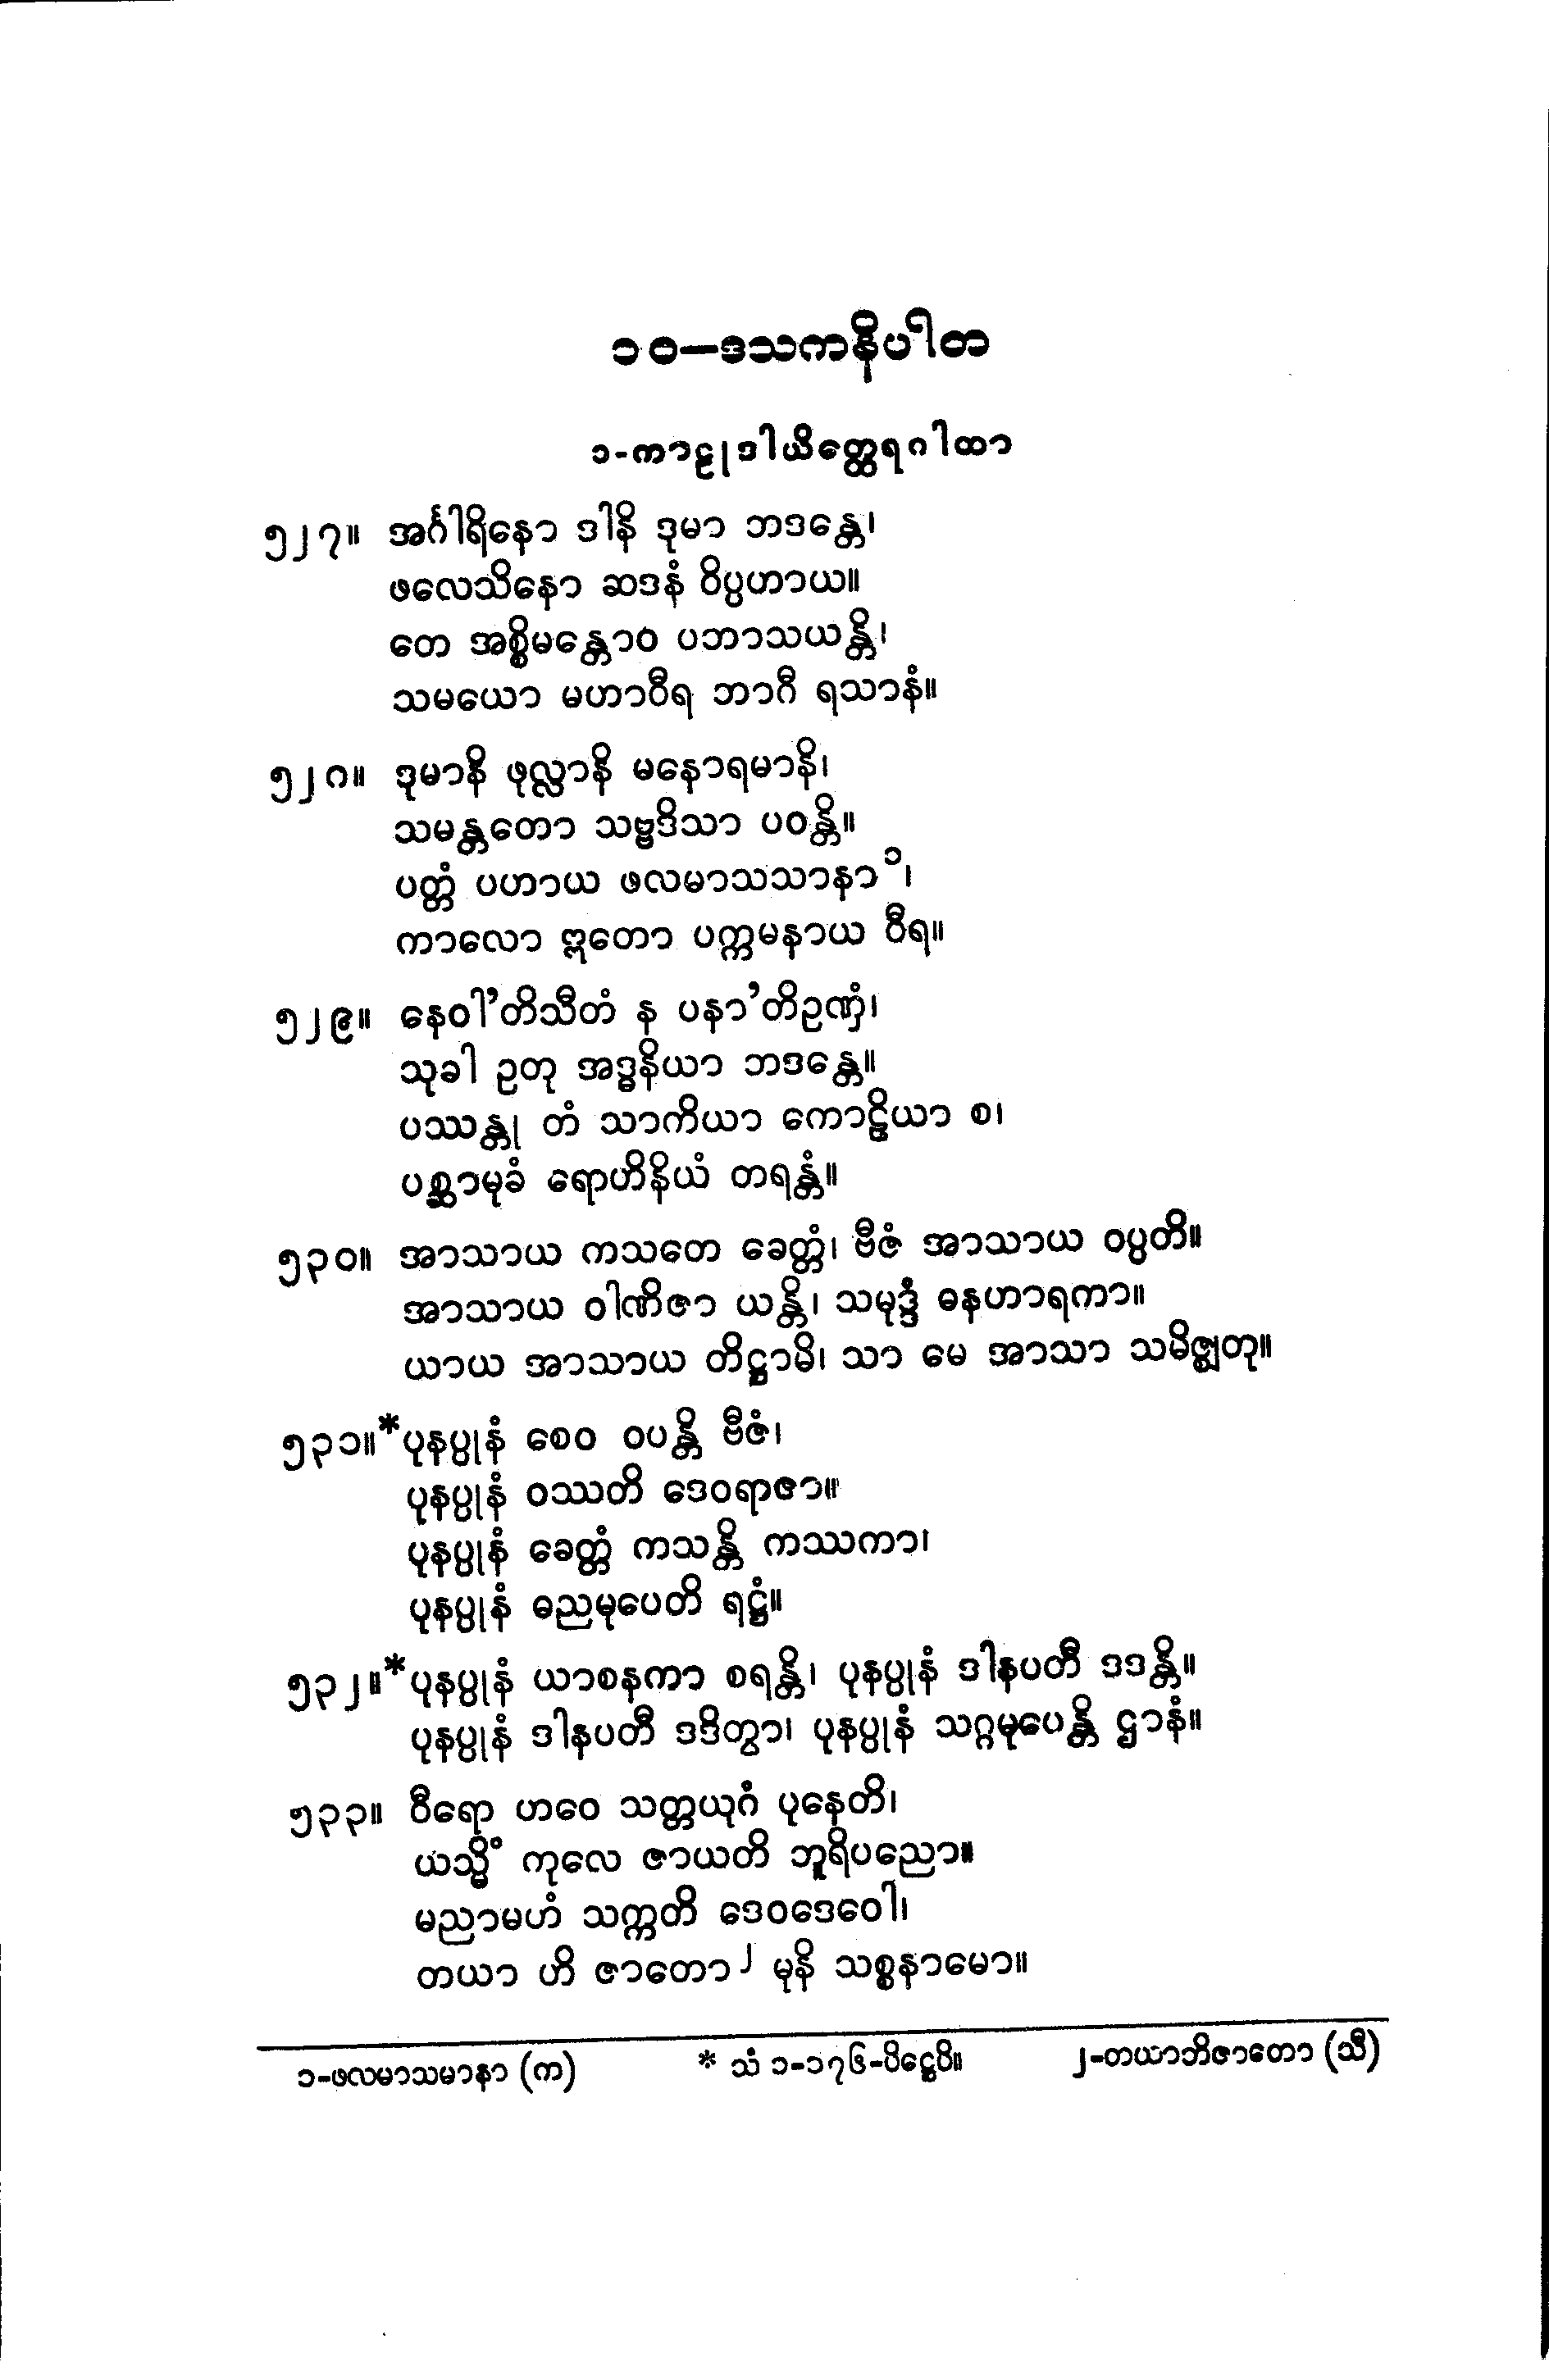 ၁၀–ဒသကနိပါတ
၁-ကာဠုဒါယိတ္ထေရဂါထာ
၅၂၇။ အင်္ဂါရိနော ဒါနိ ဒုမာ ဘဒန္တေ၊
ဖလေသိနော ဆဒနံ ဝိပ္ပဟာယ။
တေ အစ္စိမန္တောဝ ပဘာသယန္တိ၊
သမယော မဟာဝီရ ဘာဂီ ရသာနံ။
၅၂၈။ ဒုမာနိ ဖုလ္လာနိ မနောရမာနိ၊
သမန္တတော သဗ္ဗဒိသာ ပဝန္တိ။
ပတ္တံ ပဟာယ ဖလမာသသာနာ ၁၊
ကာလော ဣတော ပက္ကမနာယ ဝီရ။
၅၂၉။ နေဝါ’တိသီတံ န ပနာ’တိဥဏှံ၊
သုခါ ဥတု အဒ္ဓနိယာ ဘဒန္တေ။
ပဿန္တု တံ သာကိယာ ကောဠိယာ စ၊
ပစ္ဆာမုခံ ရောဟိနိယံ တရန္တံ။
၅၃၀။ အာသာယ ကသတေ ခေတ္တံ၊ ဗီဇံ အာသာယ ဝပ္ပတိ။
အာသာယ ဝါဏိဇာ ယန္တိ၊ သမုဒ္ဒံ ဓနဟာရကာ။
ယာယ အာသာယ တိဋ္ဌာမိ၊ သာ မေ အာသာ သမိဇ္ဈတု။
၅၃၁။*ပုနပ္ပုနံ စေဝ ဝပန္တိ ဗီဇံ၊
ပုနပ္ပုနံ ဝဿတိ ဒေဝရာဇာ။
ပုနပ္ပုနံ ခေတ္တံ ကသန္တိ ကဿကာ၊
ပုနပ္ပုနံ ဓညမုပေတိ ရဋ္ဌံ။
၅၃၂။*ပုနပ္ပုနံ ယာစနကာ စရန္တိ၊ ပုနပ္ပုနံ ဒါနပတီ ဒဒန္တိ။
ပုနပ္ပုနံ ဒါနပတီ ဒဒိတွာ၊ ပုနပ္ပုနံ သဂ္ဂမုပေန္တိ ဌာနံ။
၅၃၃။ ဝီရော ဟဝေ သတ္တယုဂံ ပုနေတိ၊
ယသ္မိံ ကုလေ ဇာယတိ ဘူရိပညော။
မညာမဟံ သက္ကတိ ဒေဝဒေဝေါ၊
တယာ ဟိ ဇာတော ၂ မုနိ သစ္စနာမော။
၁-ဖလမာသမာနာ (က) * သံ ၁-၁၇၆-ပိဋ္ဌေပိ။ ၂-တယာဘိဇာတော (သီ)